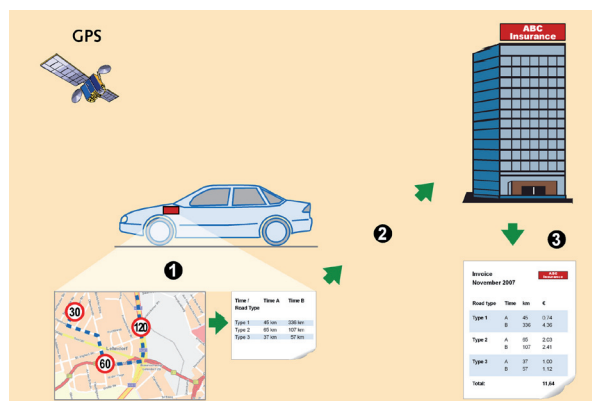 GPS
ABC
Insurance
1
2
3
30
120
60
Time / Time A Time B
Road Type
Type 1 45 km 336 km
Type 2 65 km 107 km
Type 3 37 km 57 km
Invoice
November 2007
ABC
Insurance
Road type Time km €
Type 1 A 45 0.74
B 336
Type 2 A 65 2.03
B 107 2.41
Type 3 A 37 1.00
B 57 1.12
Total: 11,64